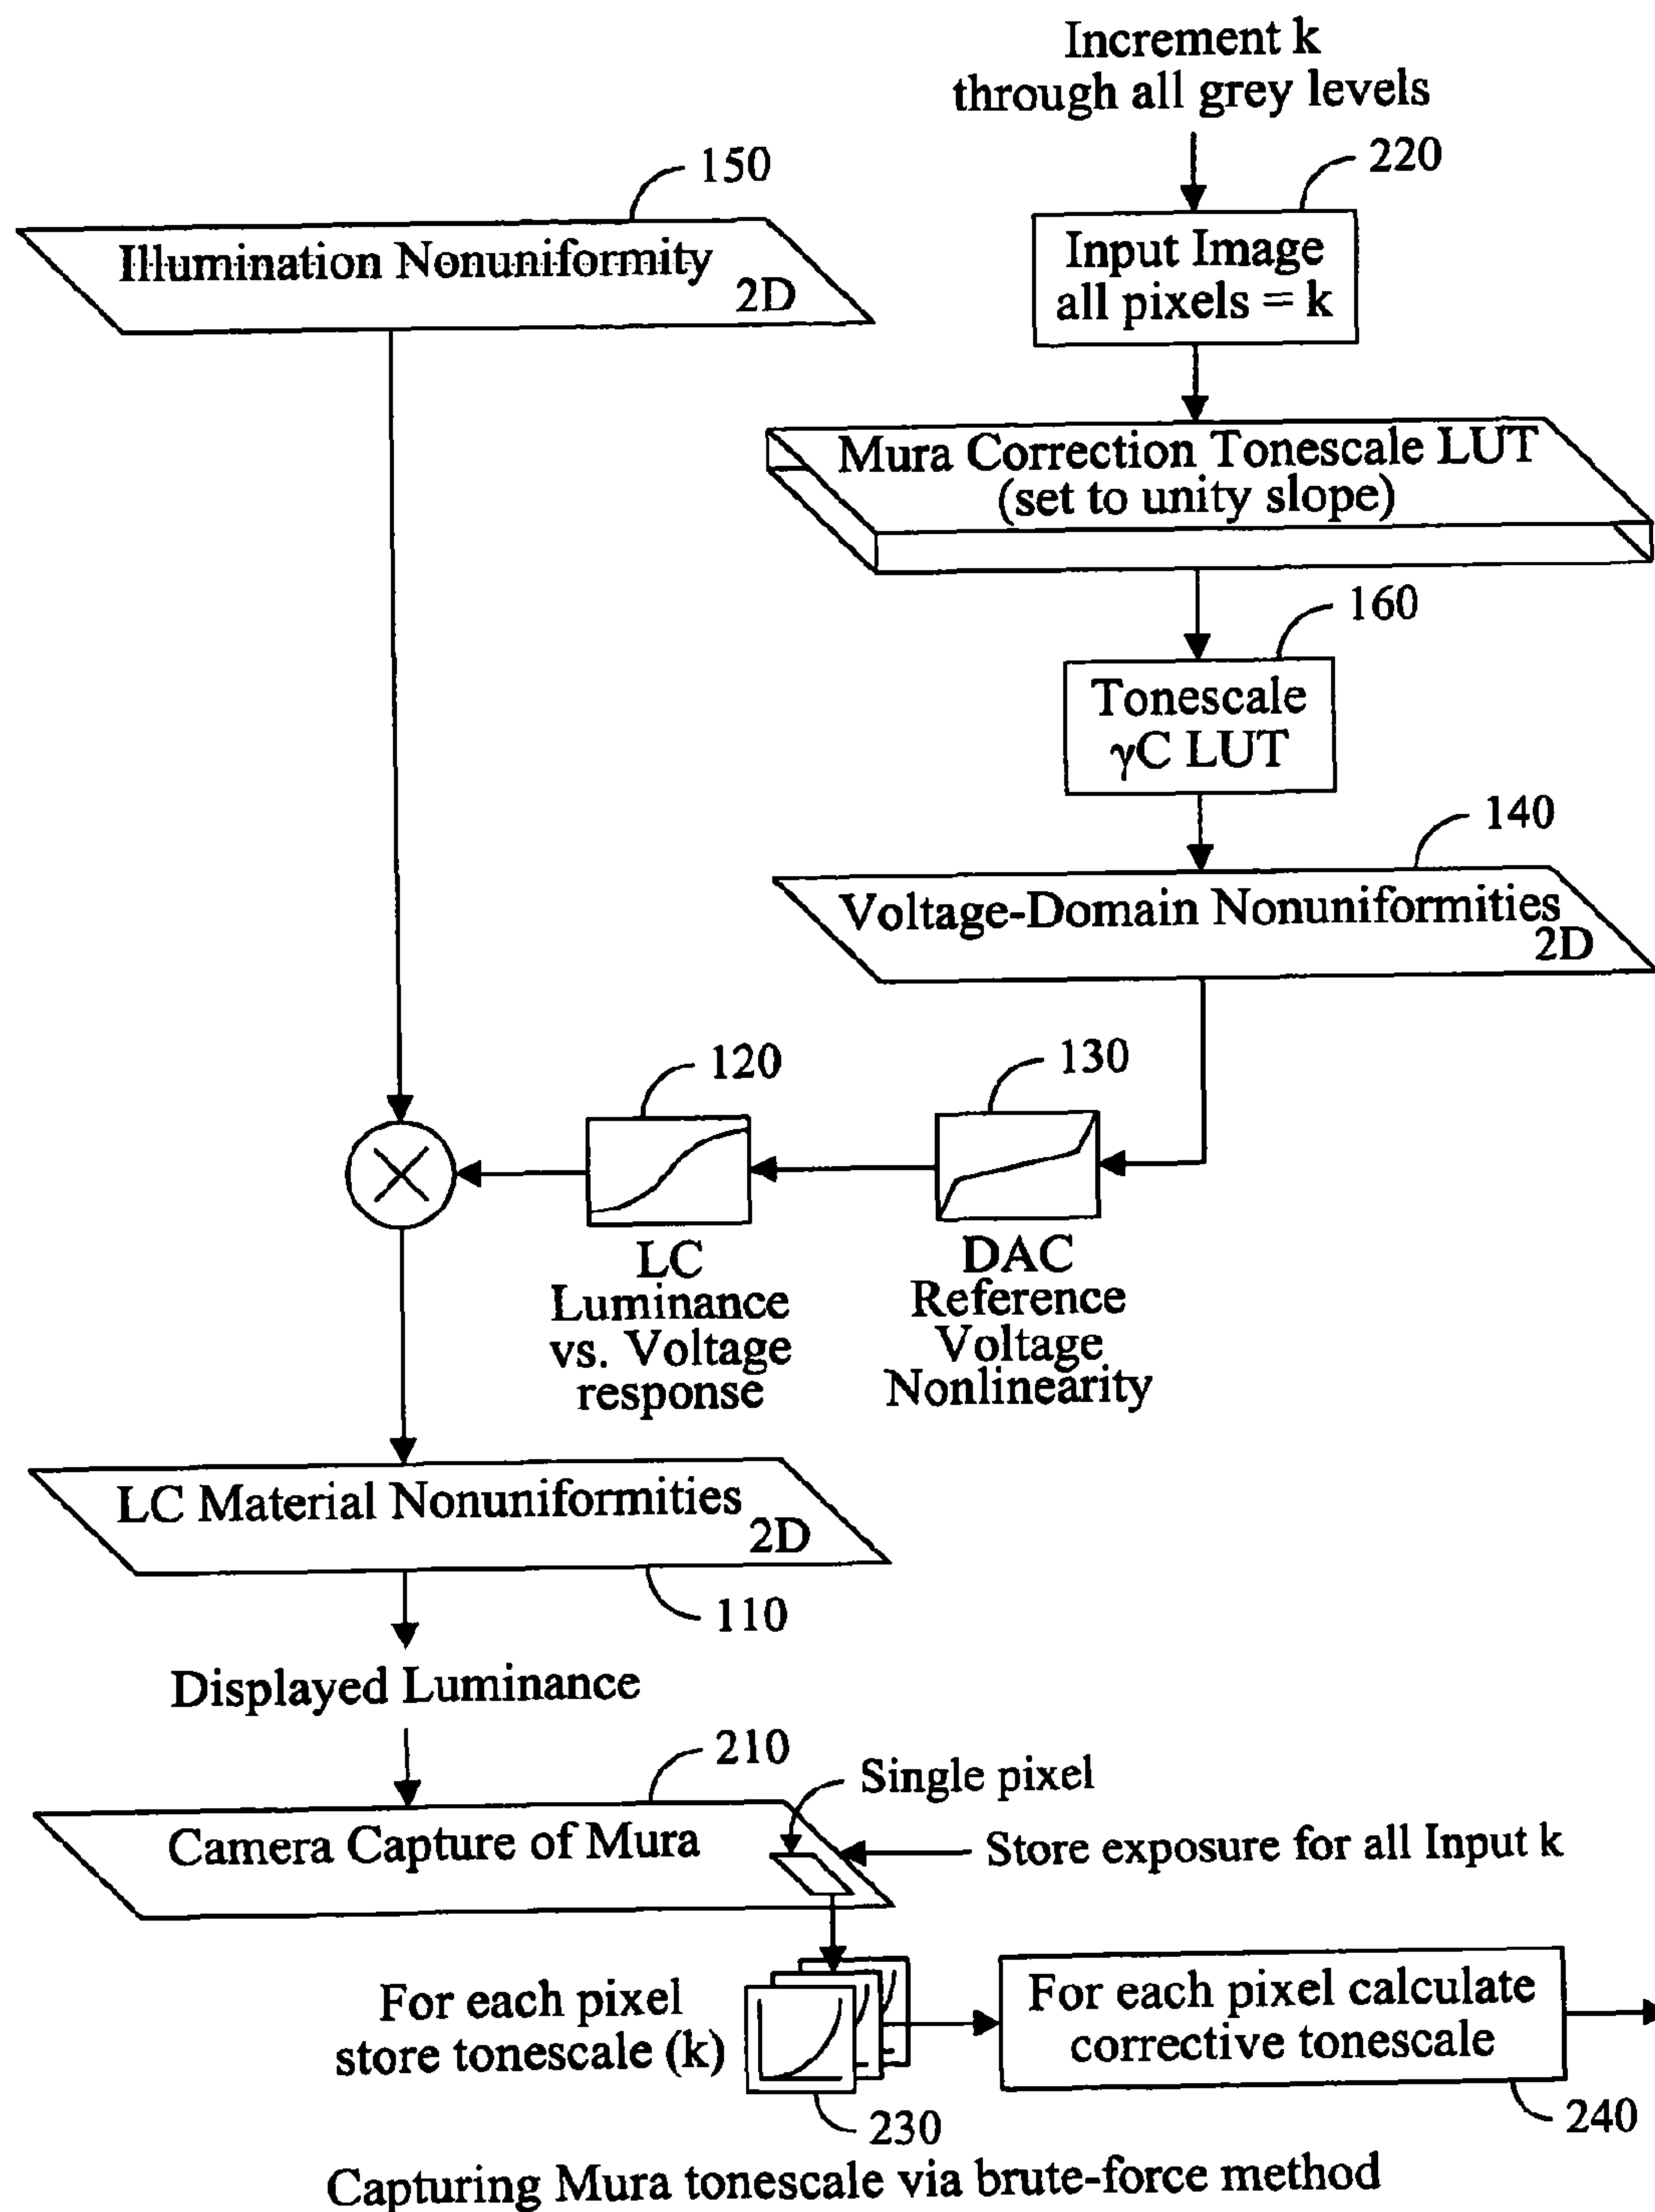 Increment k
through all grey levels
150
220
Illumination Nonuniformity
2D
Input Image
all pixels = k
Mura Correction Tonescale LUT
(set to unity slope)
160
Tonescale
γC LUT
140
Voltage-Domain Nonuniformities
2D
120
130
LC
Luminance
vs. Voltage
response
DAC
Reference
Voltage
Nonlinearity
LC Material Nonuniformities
2D
110
Displayed Luminance
210
Single pixel
Camera Capture of Mura
Store exposure for all Input k
For each pixel
store tonescale (k)
For each pixel calculate
corrective tonescale
230
240
Capturing Mura tonescale via brute-force method